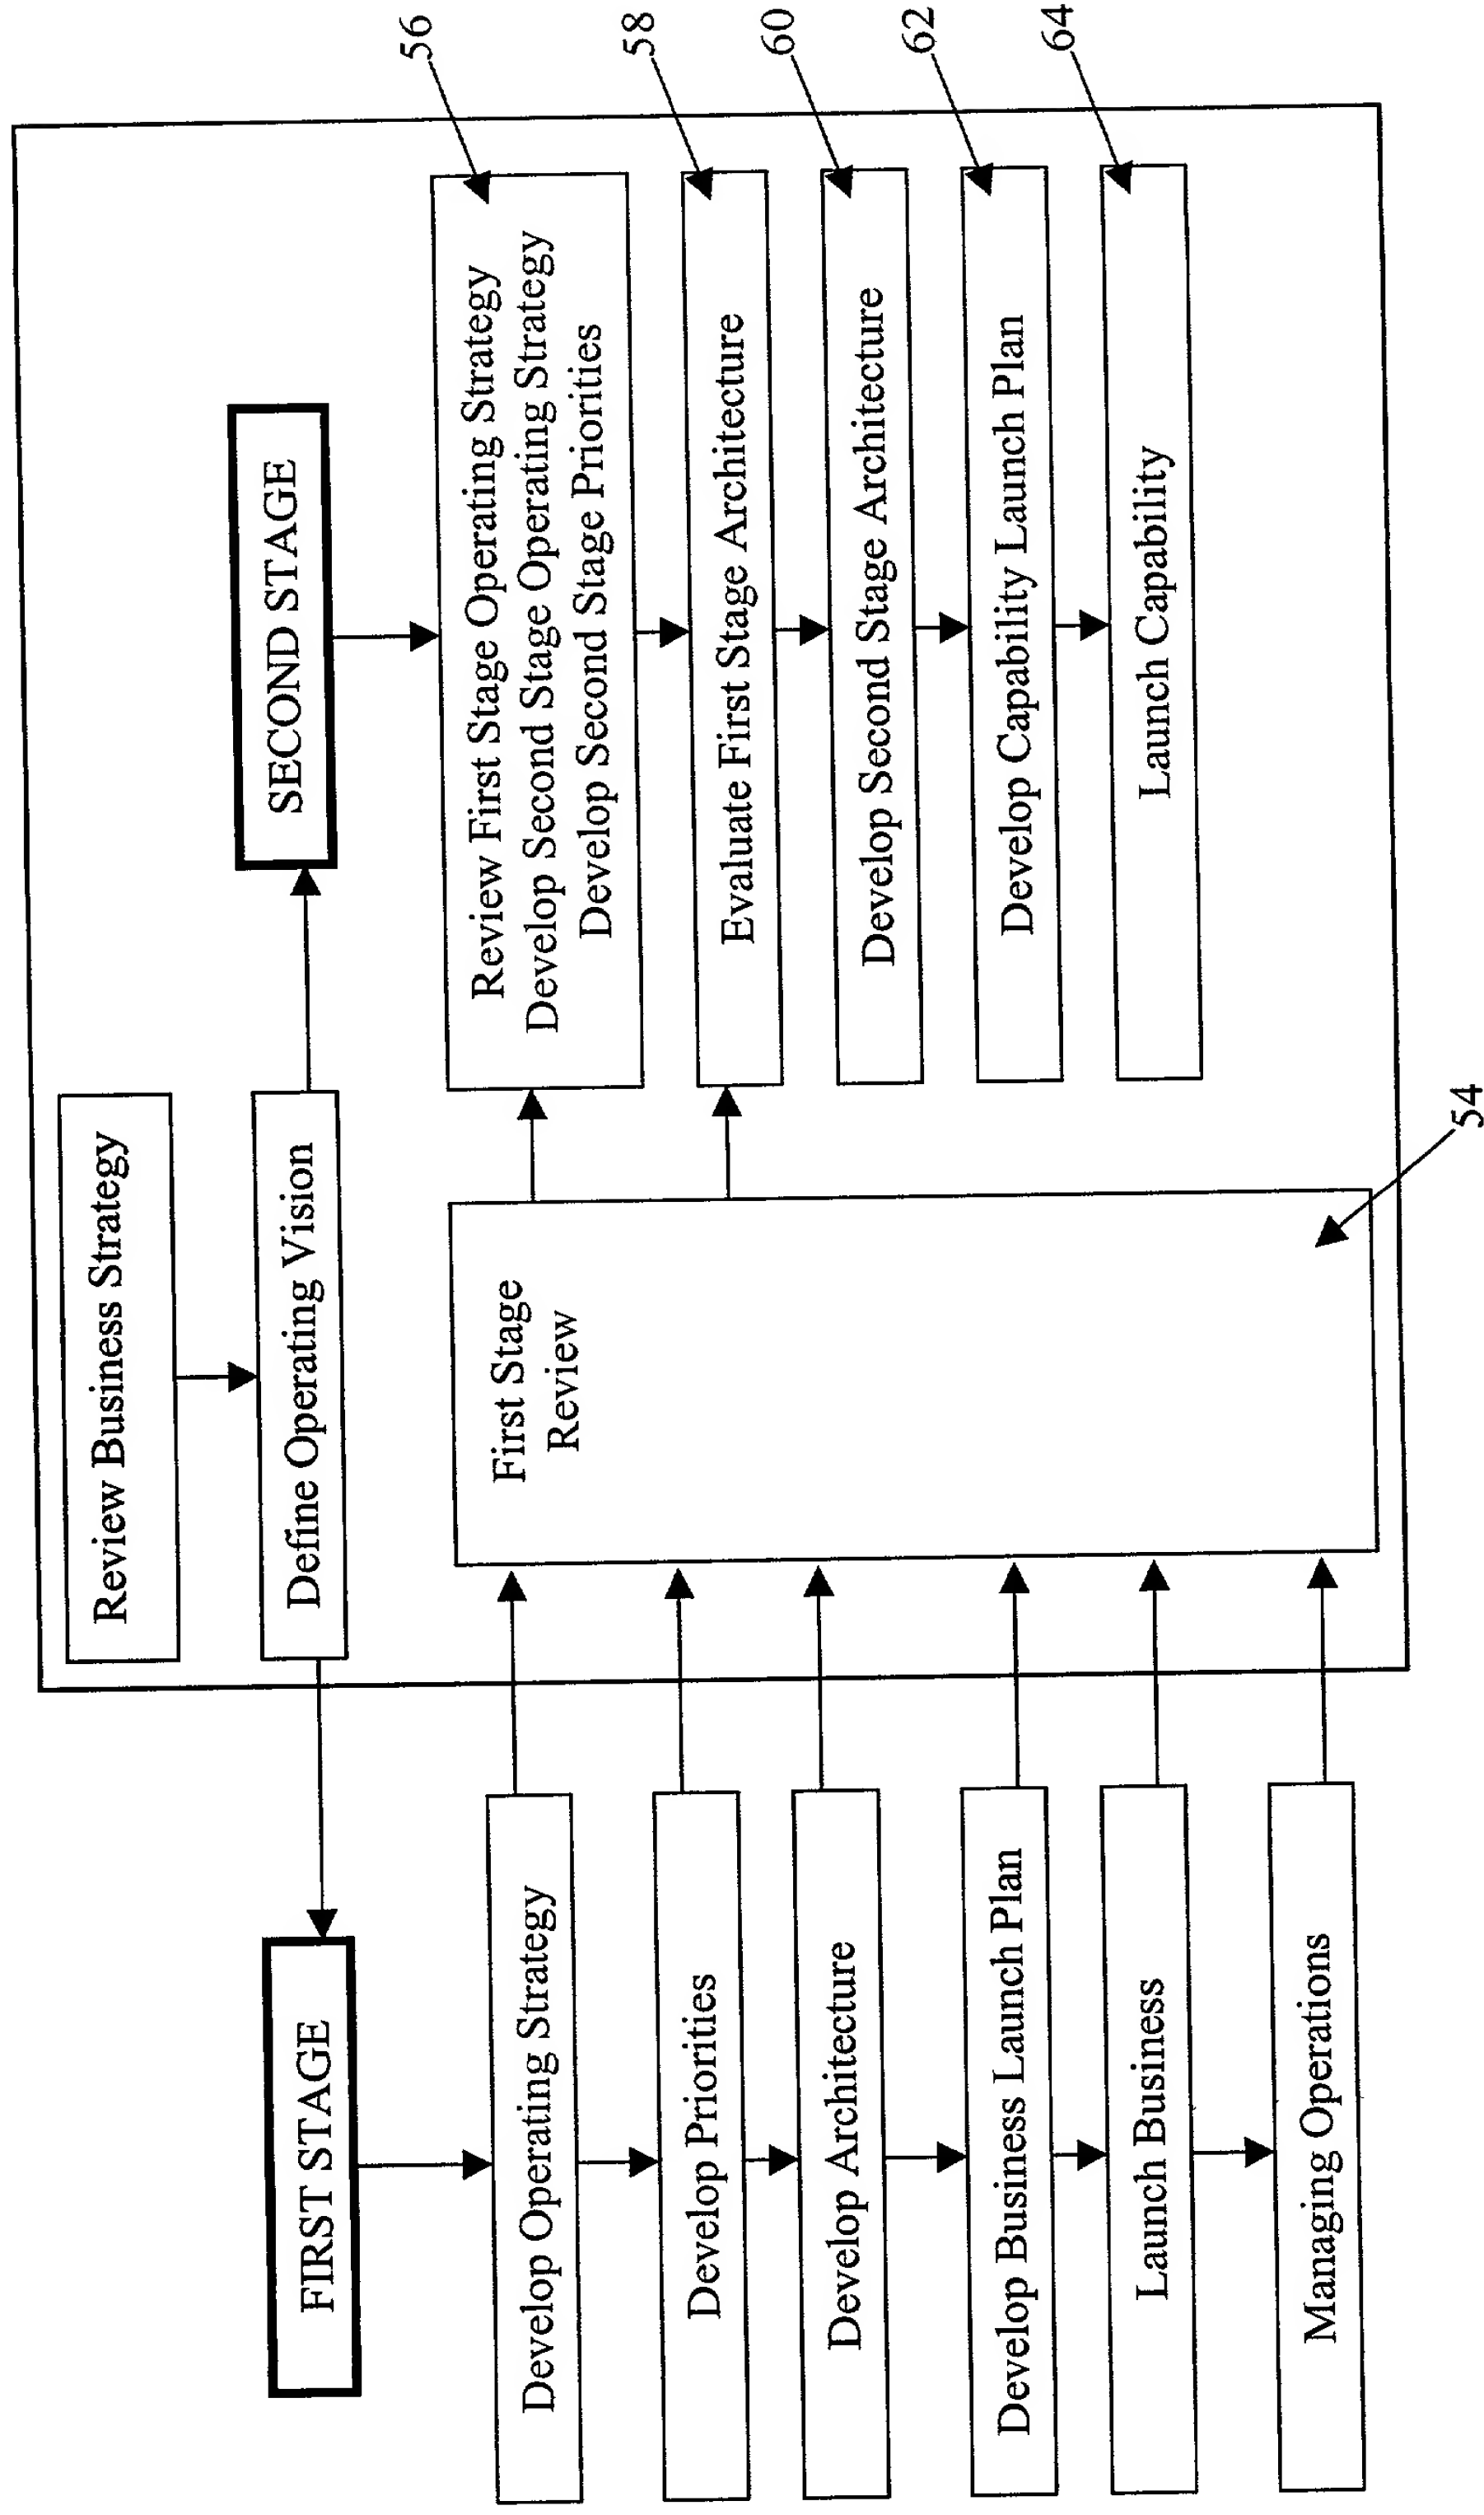 Review Business Strategy
Define Operating Vision
FIRST STAGE
SECOND STAGE
Develop Operating Strategy
Develop Priorities
Develop Architecture
Develop Business Launch Plan
Launch Business
Managing Operations
First Stage
Review
54
Review First Stage Operating Strategy
Develop Second Stage Operating Strategy
Develop Second Stage Priorities
56
Evaluate First Stage Architecture
58
Develop Second Stage Architecture
60
Develop Capability Launch Plan
62
Launch Capability
64